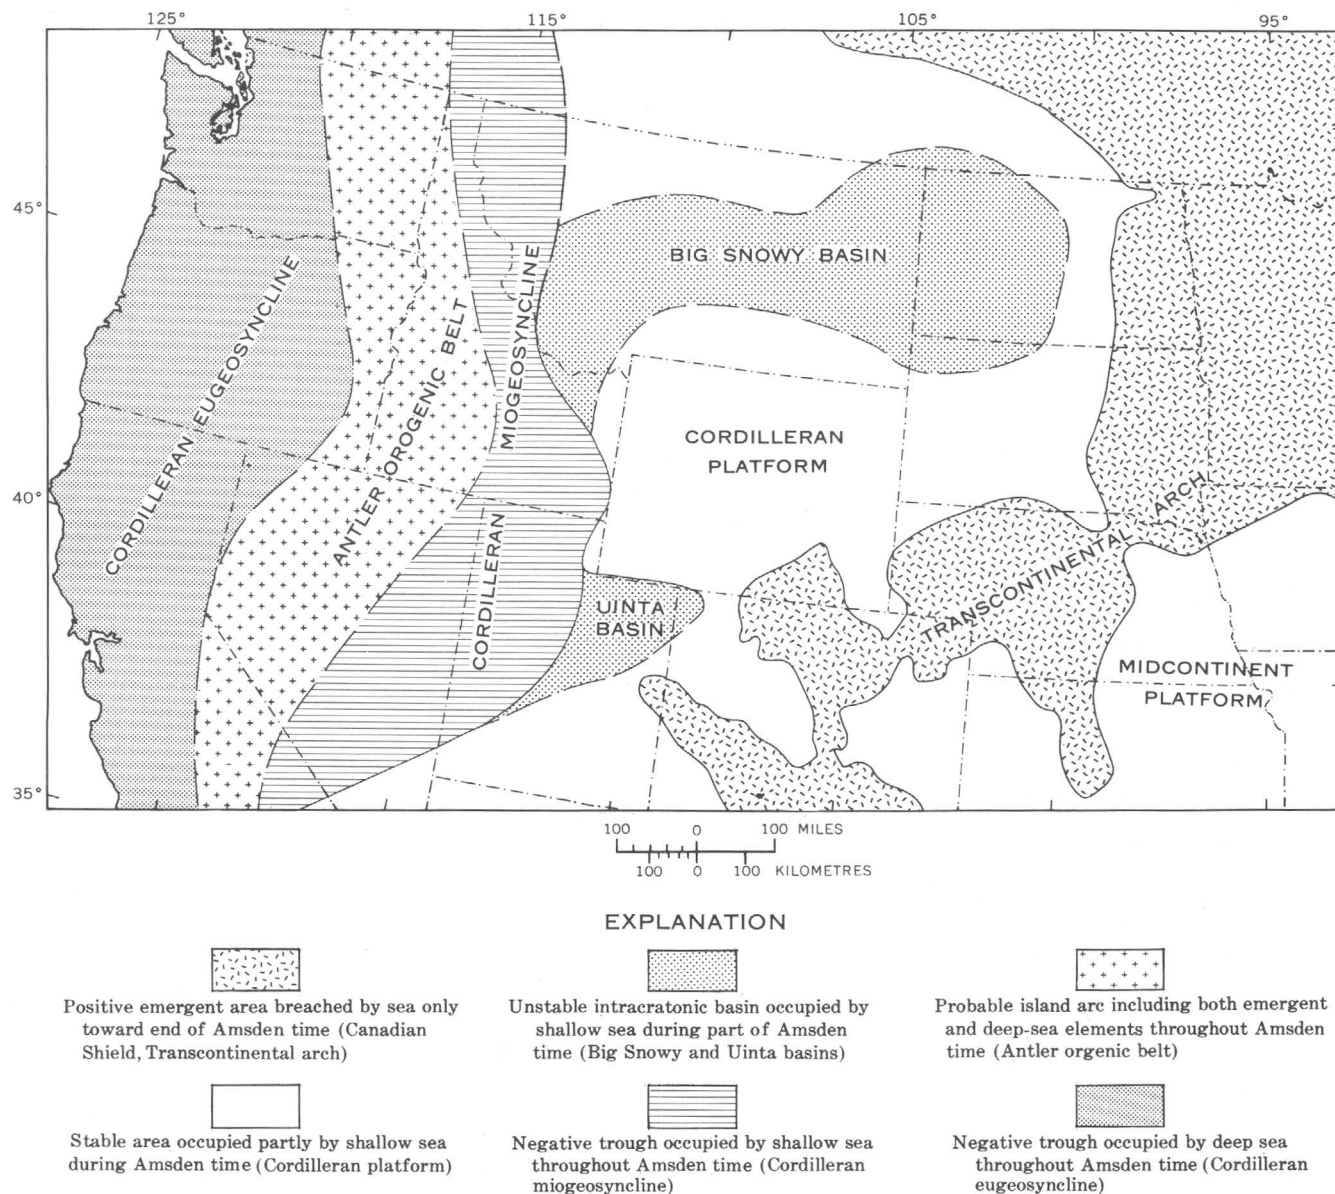 125° 115° 105° 95°
45°
40°
35°
BIG SNOWY BASIN
CORDILLERAN EUGEOSYNCLINE
ANTLER OROGENIC BELT
CORDILLERAN MIOGEOSYNCLINE
CORDILLERAN
PLATFORM
UINTA
BASIN
TRANSCONTINENTAL ARCH
MIDCONTINENT
PLATFORM
100 0 100 MILES
100 0 100 KILOMETRES
EXPLANATION
Positive emergent area breached by sea only
toward end of Amsden time (Canadian
Shield, Transcontinental arch)
Unstable intracratonic basin occupied by
shallow sea during part of Amsden
time (Big Snowy and Uinta basins)
Probable island arc including both emergent
and deep-sea elements throughout Amsden
time (Antler orgenic belt)
Stable area occupied partly by shallow sea
during Amsden time (Cordilleran platform)
Negative trough occupied by shallow sea
throughout Amsden time (Cordilleran
miogeosyncline)
Negative trough occupied by deep sea
throughout Amsden time (Cordilleran
eugeosyncline)